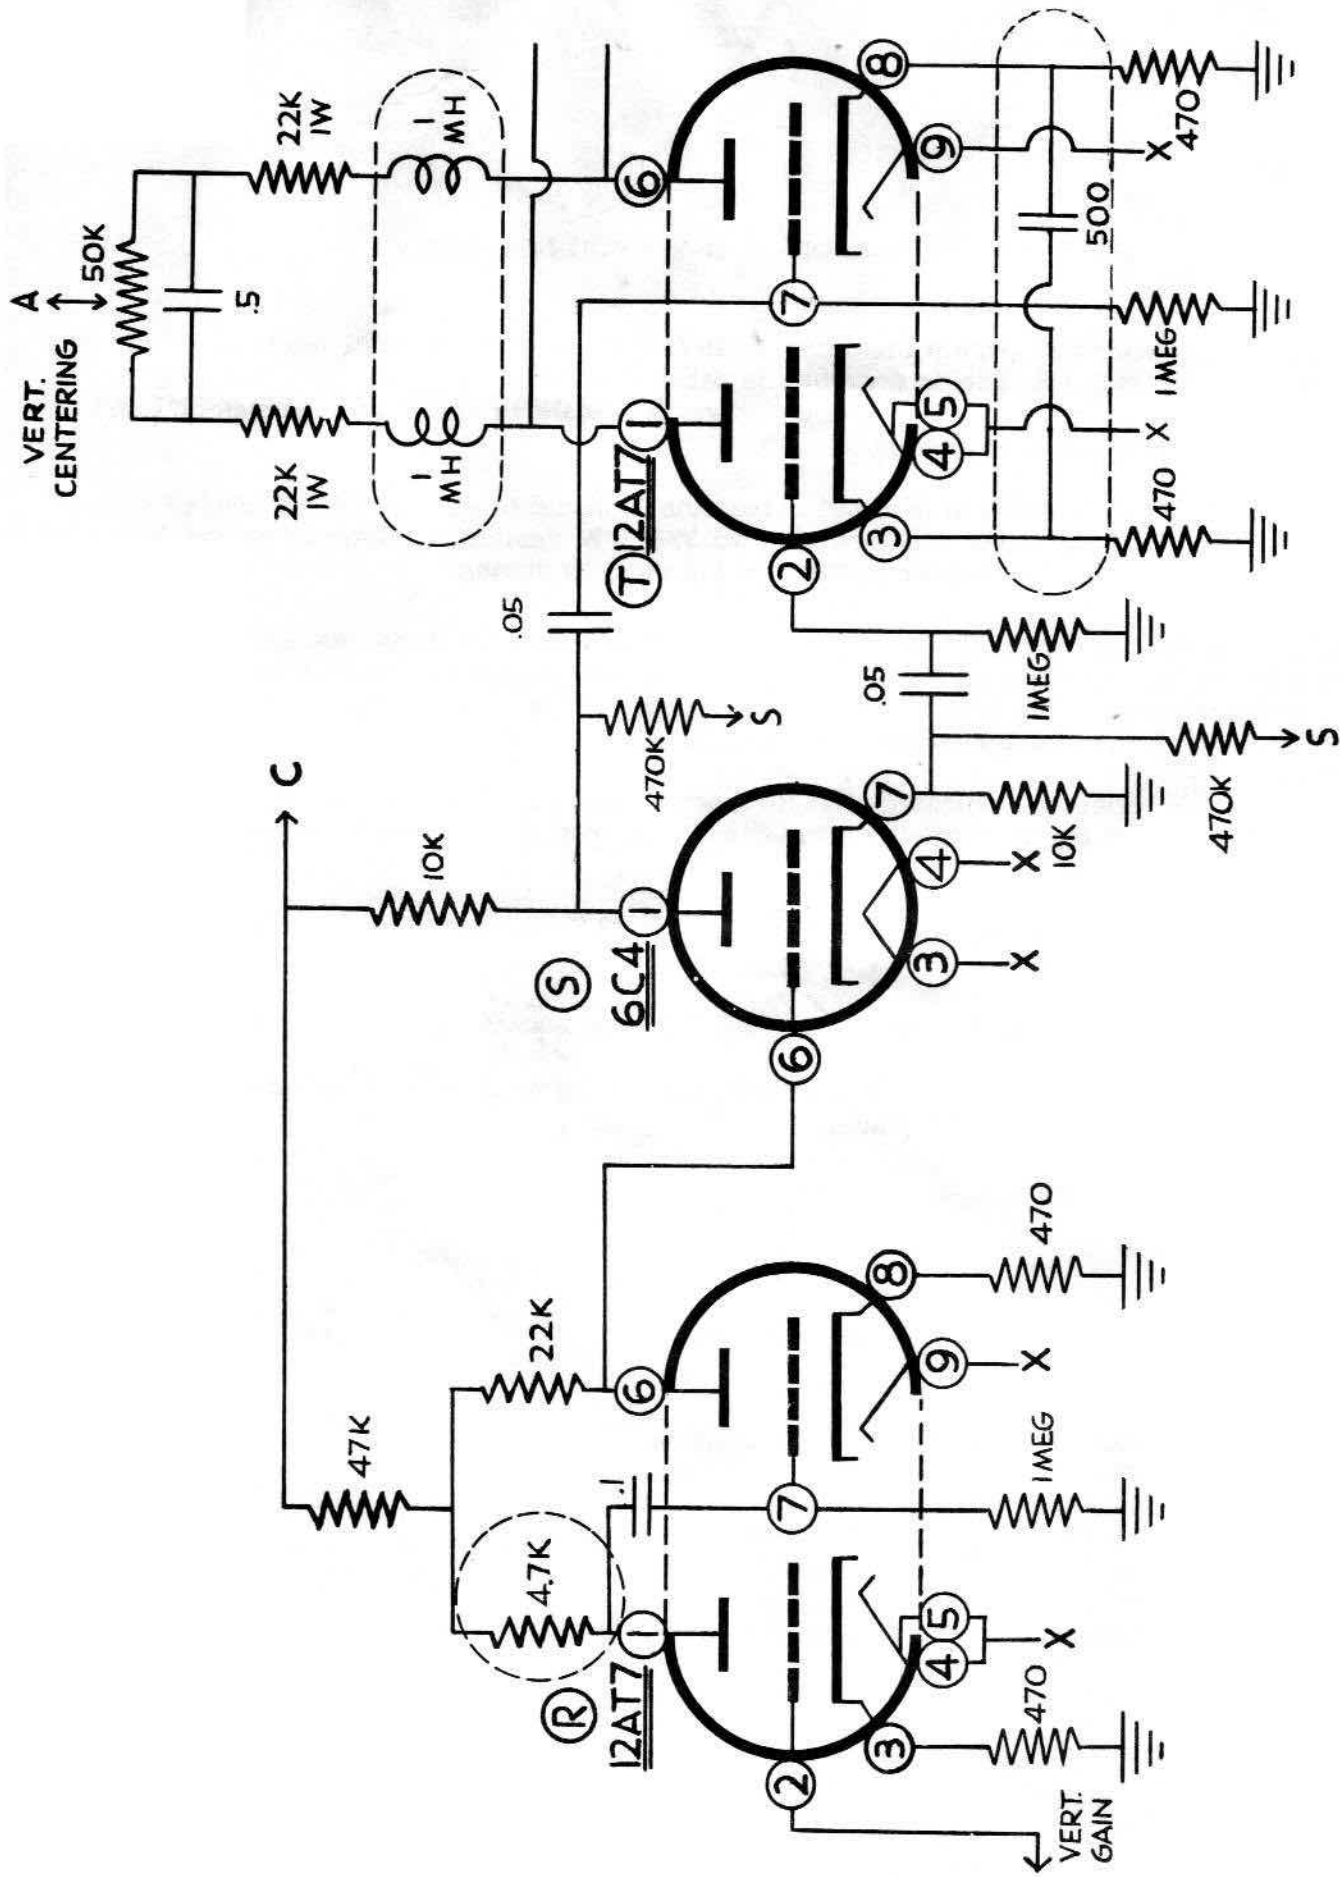 VERT.
CENTERING
A
50K
.5
22K
1W
22K
1W
1
MH
1
MH
C
47K
4.7K
22K
.1
10K
470K
S
.05
R
12AT7
1
6
2
7
3
4
5
9
8
VERT.
GAIN
470
X
1MEG
X
470
S
6C4
1
6
3
4
7
X
X
10K
.05
470K
S
1MEG
T
12AT7
1
6
2
7
3
4
5
9
8
470
X
1MEG
500
X
470